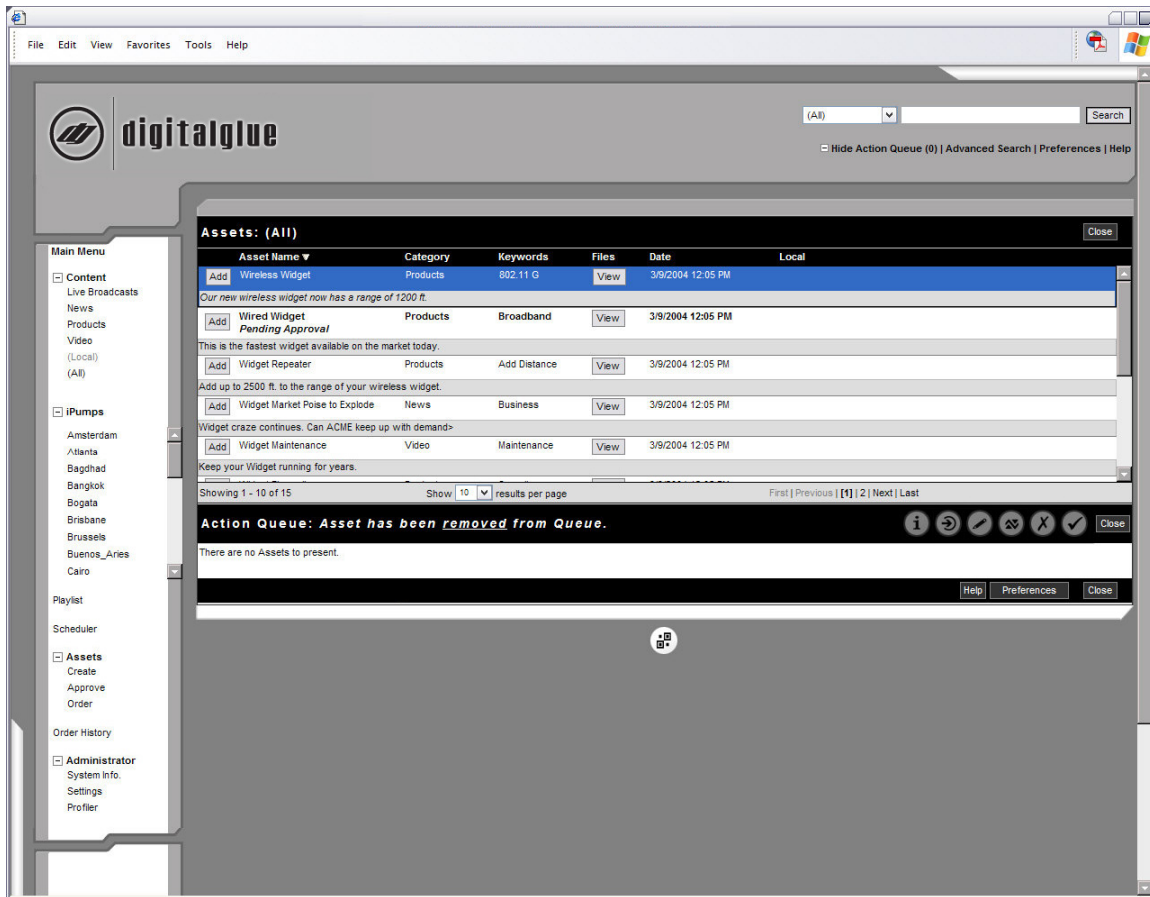 File Edit View Favorites Tools Help
digitalglue
(All) Search
Hide Action Queue (0) | Advanced Search | Preferences | Help
Main Menu
Content
Live Broadcasts
News
Products
Video
(Local)
(All)
iPumps
Amsterdam
Atlanta
Bagdhad
Bangkok
Bogata
Brisbane
Brussels
Buenos_Aries
Cairo
Playlist
Scheduler
Assets
Create
Approve
Order
Order History
Administrator
System Info.
Settings
Profiler
Assets: (All) Close
Asset Name Category Keywords Files Date Local
Add Wireless Widget Products 802.11 G View 3/9/2004 12:05 PM
Our new wireless widget now has a range of 1200 ft.
Add Wired Widget Products Broadband View 3/9/2004 12:05 PM
Pending Approval
This is the fastest widget available on the market today.
Add Widget Repeater Products Add Distance View 3/9/2004 12:05 PM
Add up to 2500 ft. to the range of your wireless widget.
Add Widget Market Poise to Explode News Business View 3/9/2004 12:05 PM
Widget craze continues. Can ACME keep up with demand>
Add Widget Maintenance Video Maintenance View 3/9/2004 12:05 PM
Keep your Widget running for years.
Showing 1 - 10 of 15 Show 10 results per page First | Previous | [1] | 2 | Next | Last
Action Queue: Asset has been removed from Queue. Close
There are no Assets to present.
Help Preferences Close